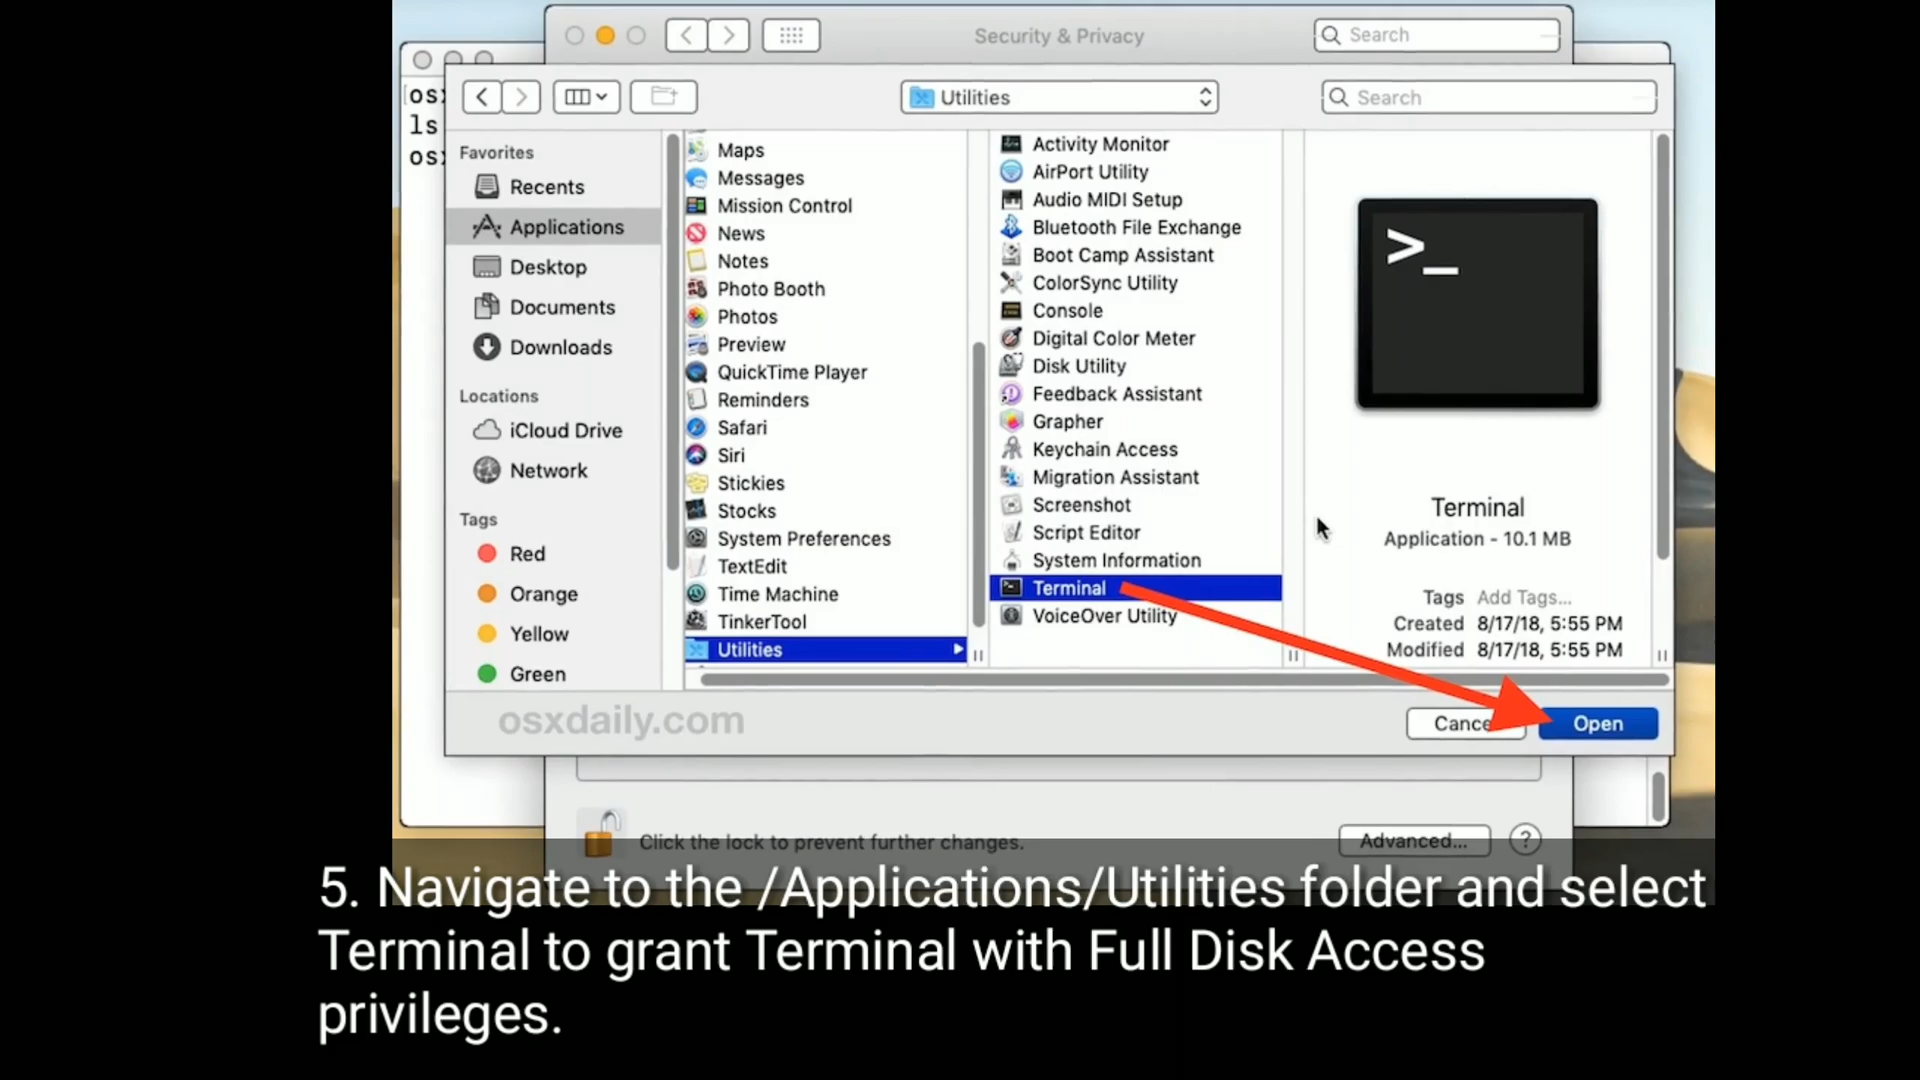 Security & Privacy
Search
Utilities
Search
ls
Favorites
Recents
Applications
Desktop
Documents
Downloads
Locations
iCloud Drive
Network
Tags
Red
Orange
Yellow
Green
Maps
Messages
Mission Control
News
Notes
Photo Booth
Photos
Preview
QuickTime Player
Reminders
Safari
Siri
Stickies
Stocks
System Preferences
TextEdit
Time Machine
TinkerTool
Utilities
Activity Monitor
AirPort Utility
Audio MIDI Setup
Bluetooth File Exchange
Boot Camp Assistant
ColorSync Utility
Console
Digital Color Meter
Disk Utility
Feedback Assistant
Grapher
Keychain Access
Migration Assistant
Screenshot
Script Editor
System Information
Terminal
VoiceOver Utility
>_
Terminal
Application - 10.1 MB
Tags Add Tags...
Created 8/17/18, 5:55 PM
Modified 8/17/18, 5:55 PM
osxdaily.com
Cance
Open
Click the lock to prevent further changes.
Advanced...
?
5. Navigate to the /Applications/Utilities folder and select
Terminal to grant Terminal with Full Disk Access
privileges.